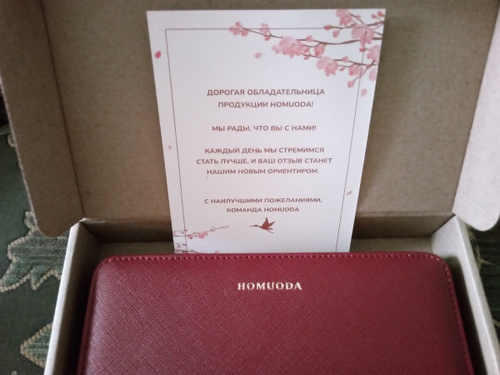 ДОРОГАЯ ОБЛАДАТЕЛЬНИЦА
ПРОДУКЦИИ HOMUODA!
МЫ РАДЫ, ЧТО ВЫ С НАМИ!
КАЖДЫЙ ДЕНЬ МЫ СТРЕМИМСЯ
СТАТЬ ЛУЧШЕ, И ВАШ ОТЗЫВ СТАНЕТ
НАШИМ НОВЫМ ОРИЕНТИРОМ.
С НАИЛУЧШИМИ ПОЖЕЛАНИЯМИ,
КОМАНДА HOMUODA
HOMUODA